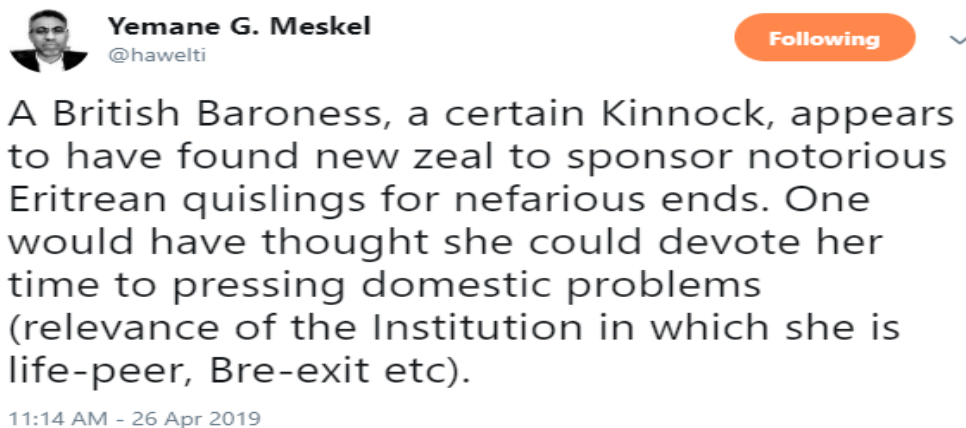 Yemane G. Meskel
@hawelti
Following
A British Baroness, a certain Kinnock, appears
to have found new zeal to sponsor notorious
Eritrean quislings for nefarious ends. One
would have thought she could devote her
time to pressing domestic problems
(relevance of the Institution in which she is
life-peer, Bre-exit etc).
11:14 AM - 26 Apr 2019